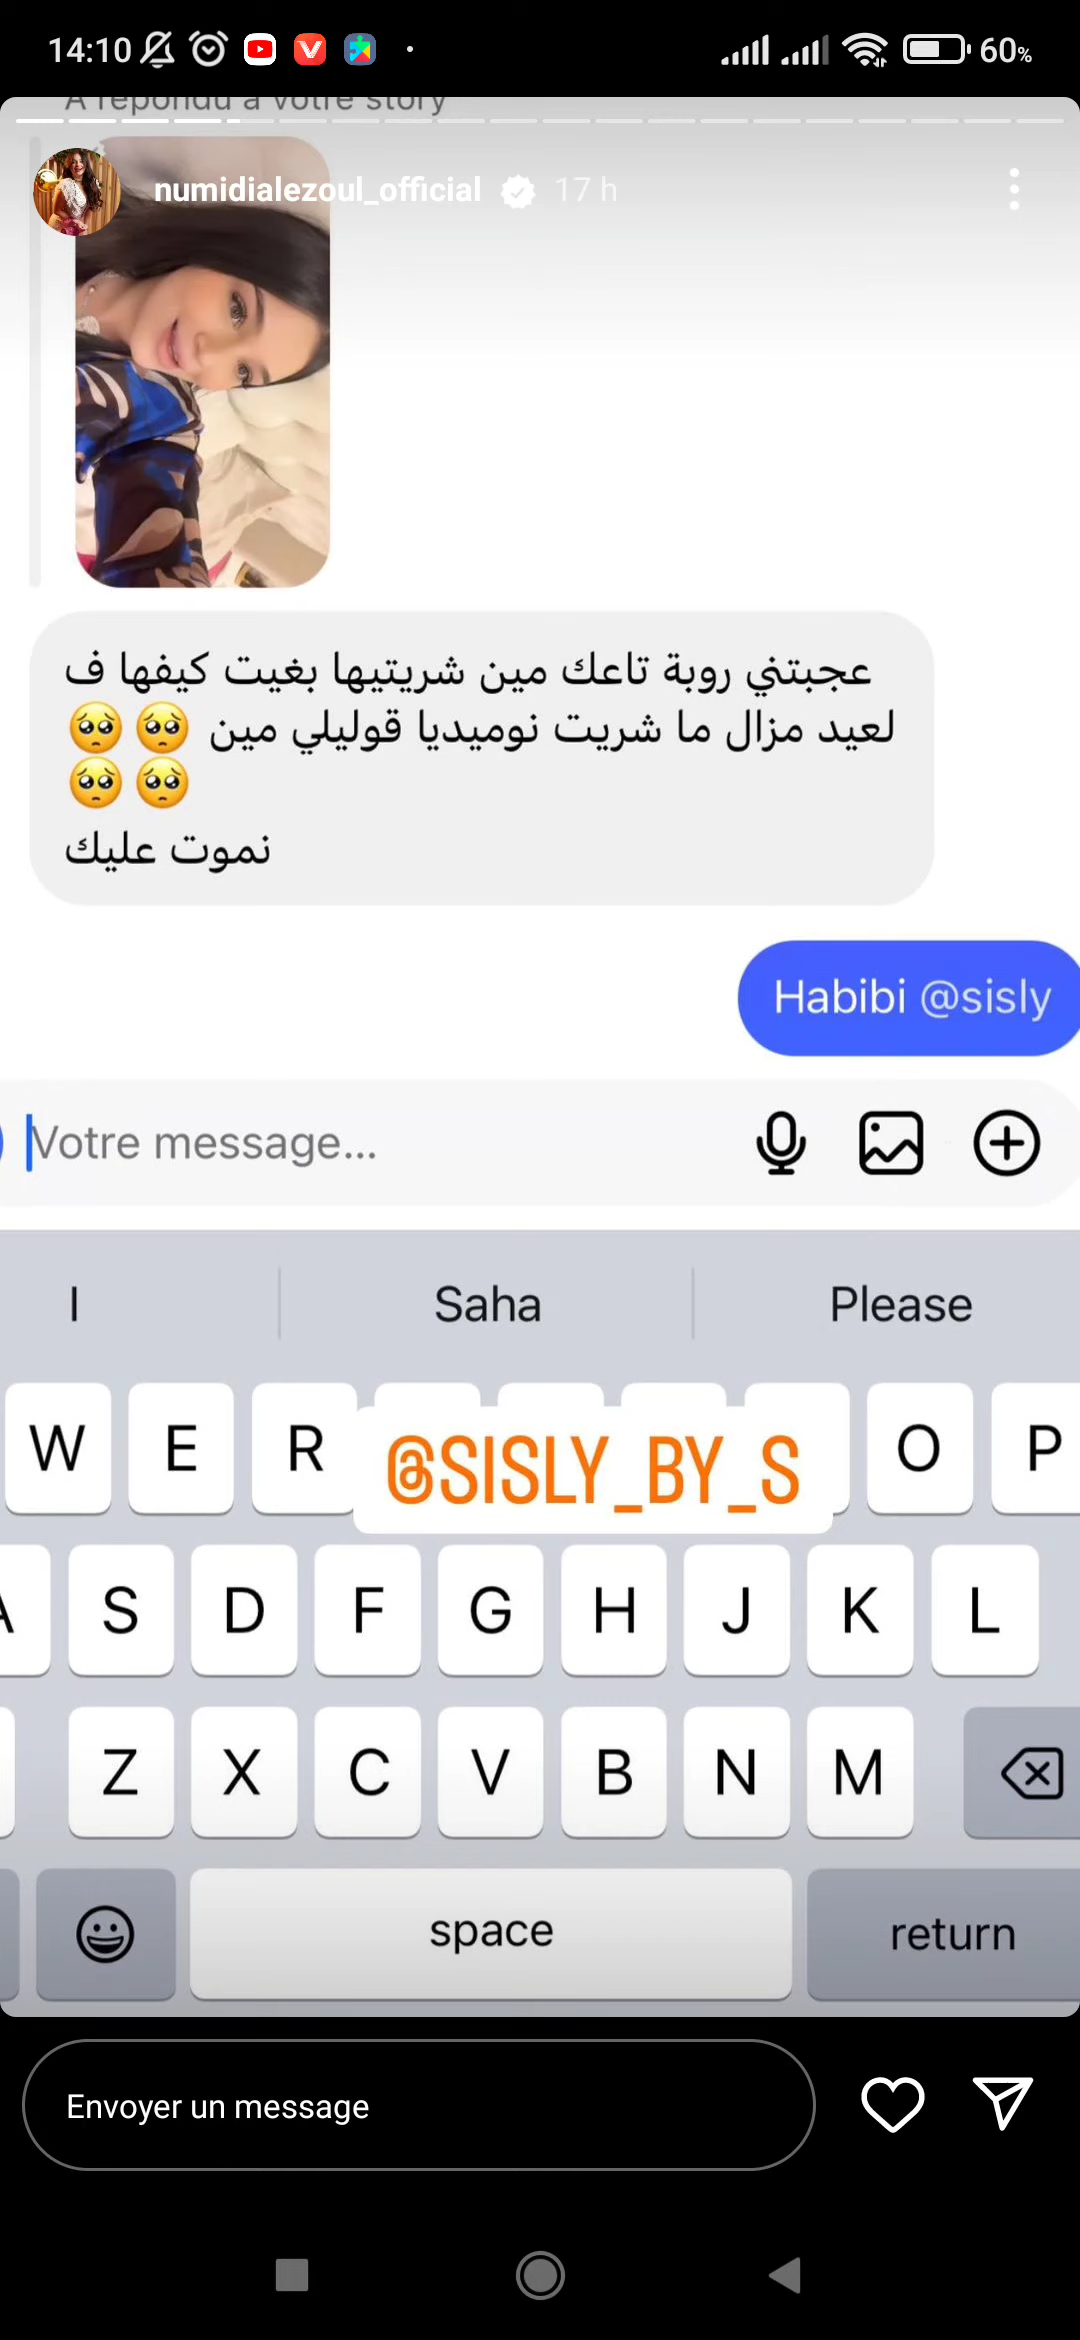 14:10
60%
A répondu à votre story
numidialezoul_official 17 h
عجبتني روبة تاعك مين شريتيها بغيت كيفها ف
لعيد مزال ما شريت نوميديا قوليلي مين 🥺🥺
🥺🥺
نموت عليك
Habibi @sisly
Votre message...
I Saha Please
W E R O P
@SISLY_BY_S
A S D F G H J K L
Z X C V B N M
space return
Envoyer un message